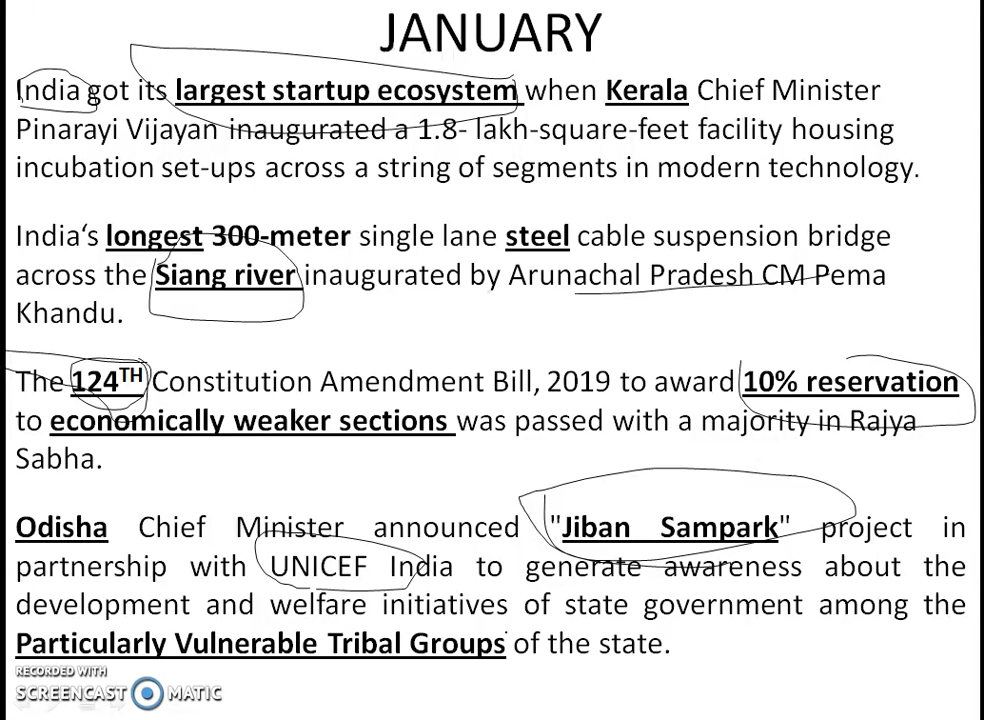 JANUARY
India got its largest startup ecosystem when Kerala Chief Minister
Pinarayi Vijayan inaugurated a 1.8- lakh-square-feet facility housing
incubation set-ups across a string of segments in modern technology.
India‘s longest 300-meter single lane steel cable suspension bridge
across the Siang river inaugurated by Arunachal Pradesh CM Pema
Khandu.
The 124TH Constitution Amendment Bill, 2019 to award 10% reservation
to economically weaker sections was passed with a majority in Rajya
Sabha.
Odisha Chief Minister announced "Jiban Sampark" project in
partnership with UNICEF India to generate awareness about the
development and welfare initiatives of state government among the
Particularly Vulnerable Tribal Groups of the state.
RECORDED WITH
SCREENCAST MATIC